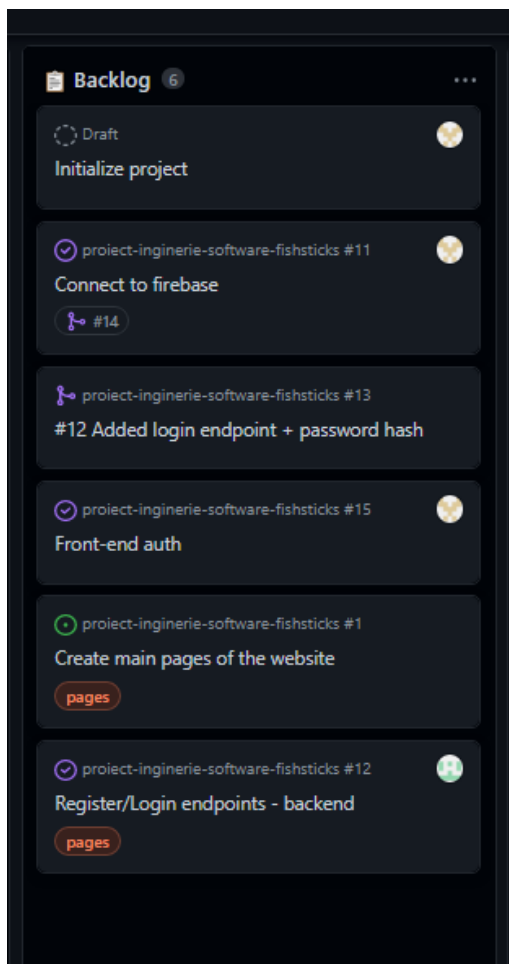 Backlog 6
Draft
Initialize project
proiect-inginerie-software-fishsticks #11
Connect to firebase
#14
proiect-inginerie-software-fishsticks #13
#12 Added login endpoint + password hash
proiect-inginerie-software-fishsticks #15
Front-end auth
proiect-inginerie-software-fishsticks #1
Create main pages of the website
pages
proiect-inginerie-software-fishsticks #12
Register/Login endpoints - backend
pages